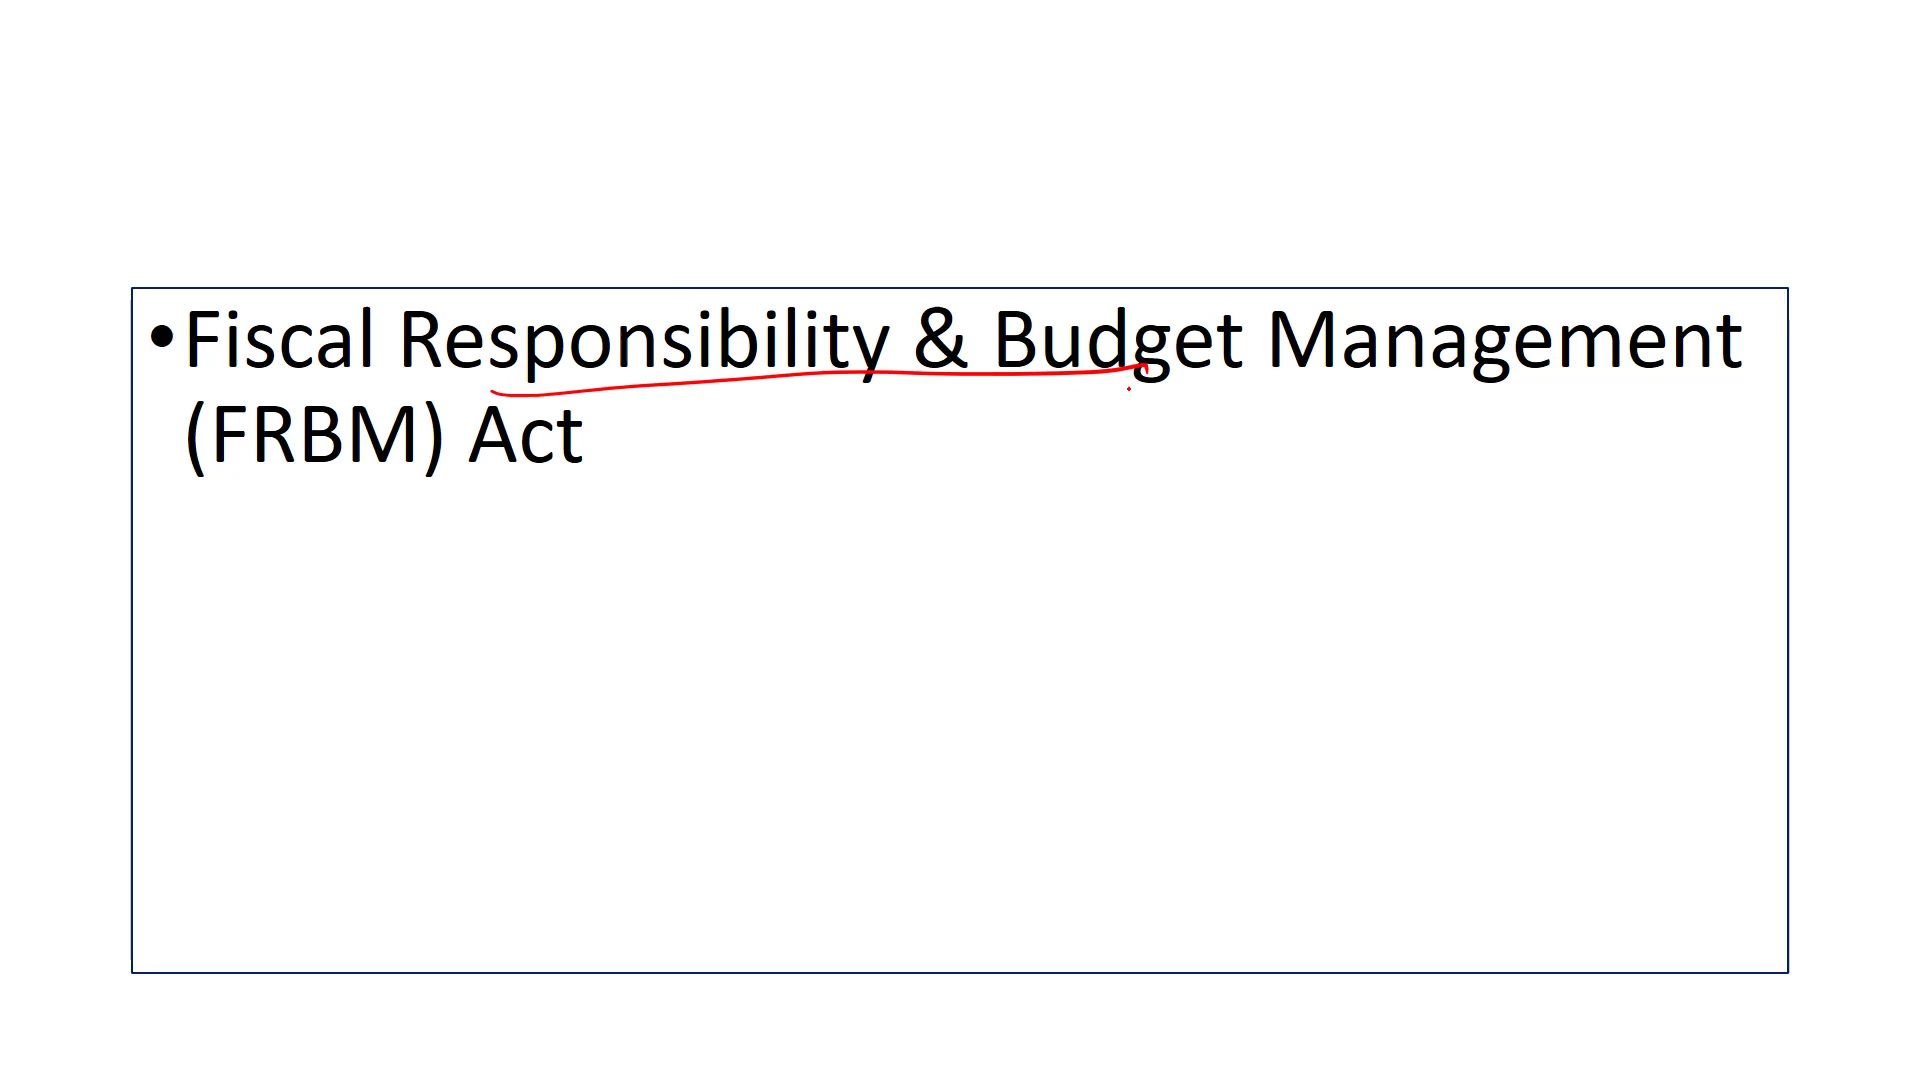 •Fiscal Responsibility & Budget Management
(FRBM) Act